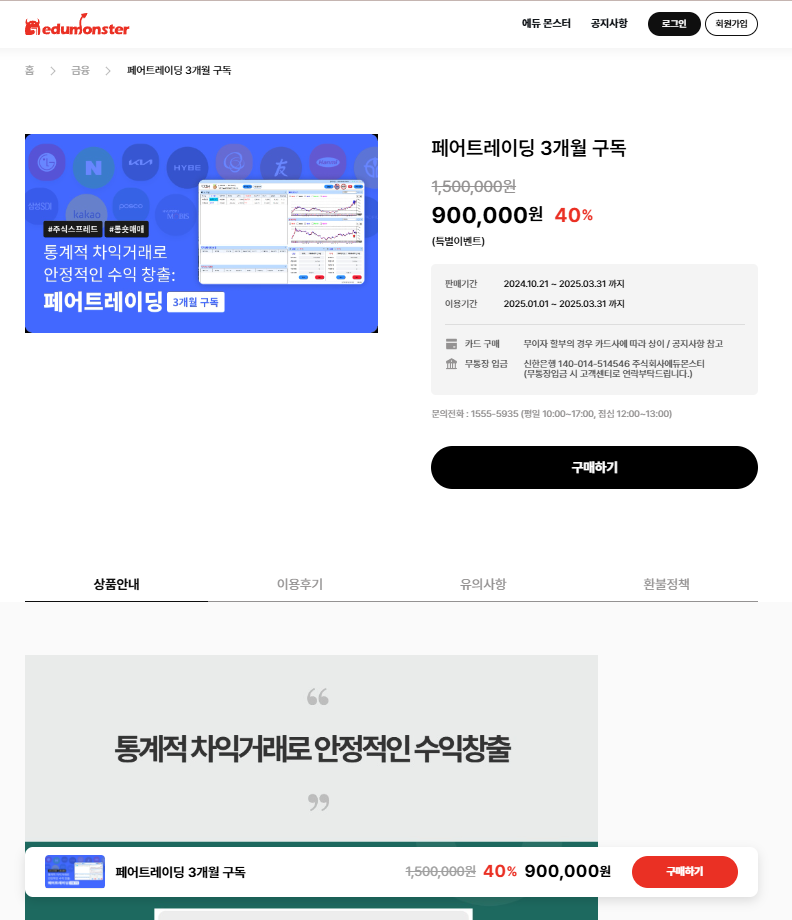 edumonster
에듀 몬스터
공지사항
로그인
회원가입
홈 > 금융 > 페어트레이딩 3개월 구독
HYBE
kakao
#주식스프레드 #롱숏매매
통계적 차익거래로
안정적인 수익 창출:
페어트레이딩 3개월 구독
페어트레이딩 3개월 구독
1,500,000원
900,000원 40%
(특별이벤트)
판매기간 2024.10.21 ~ 2025.03.31 까지
이용기간 2025.01.01 ~ 2025.03.31 까지
카드 구매 무이자 할부의 경우 카드사에 따라 상이 / 공지사항 참고
무통장 입금 신한은행 140-014-514546 주식회사에듀몬스터
(무통장입금 시 고객센터로 연락부탁드립니다.)
문의전화 : 1555-5935 (평일 10:00~17:00, 점심 12:00~13:00)
구매하기
상품안내
이용후기
유의사항
환불정책
“
통계적 차익거래로 안정적인 수익창출
”
페어트레이딩 3개월 구독
1,500,000원 40% 900,000원
구매하기